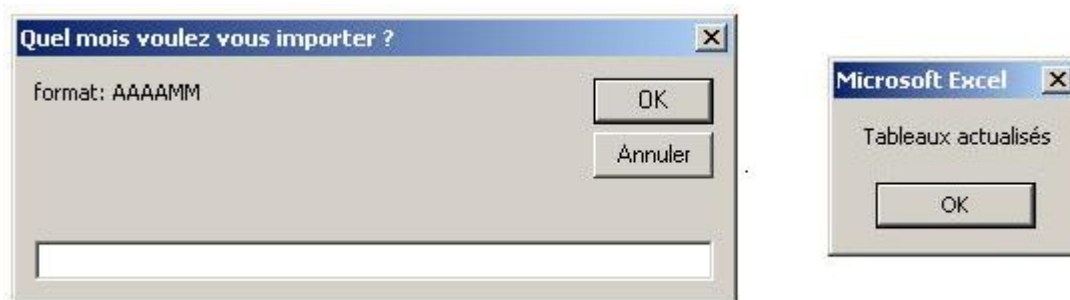 Quel mois voulez vous importer ?
format: AAAAMM
OK
Annuler
Microsoft Excel
Tableaux actualisés
OK